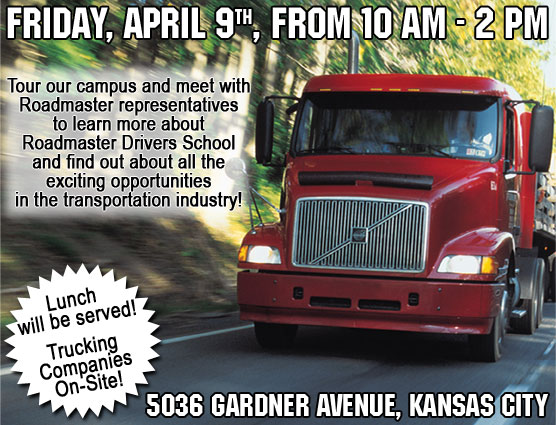 FRIDAY, APRIL 9TH, FROM 10 AM - 2 PM
Tour our campus and meet with
Roadmaster representatives
to learn more about
Roadmaster Drivers School
and find out about all the
exciting opportunities
in the transportation industry!
Lunch
will be served!
Trucking
Companies
On-Site!
5036 GARDNER AVENUE, KANSAS CITY